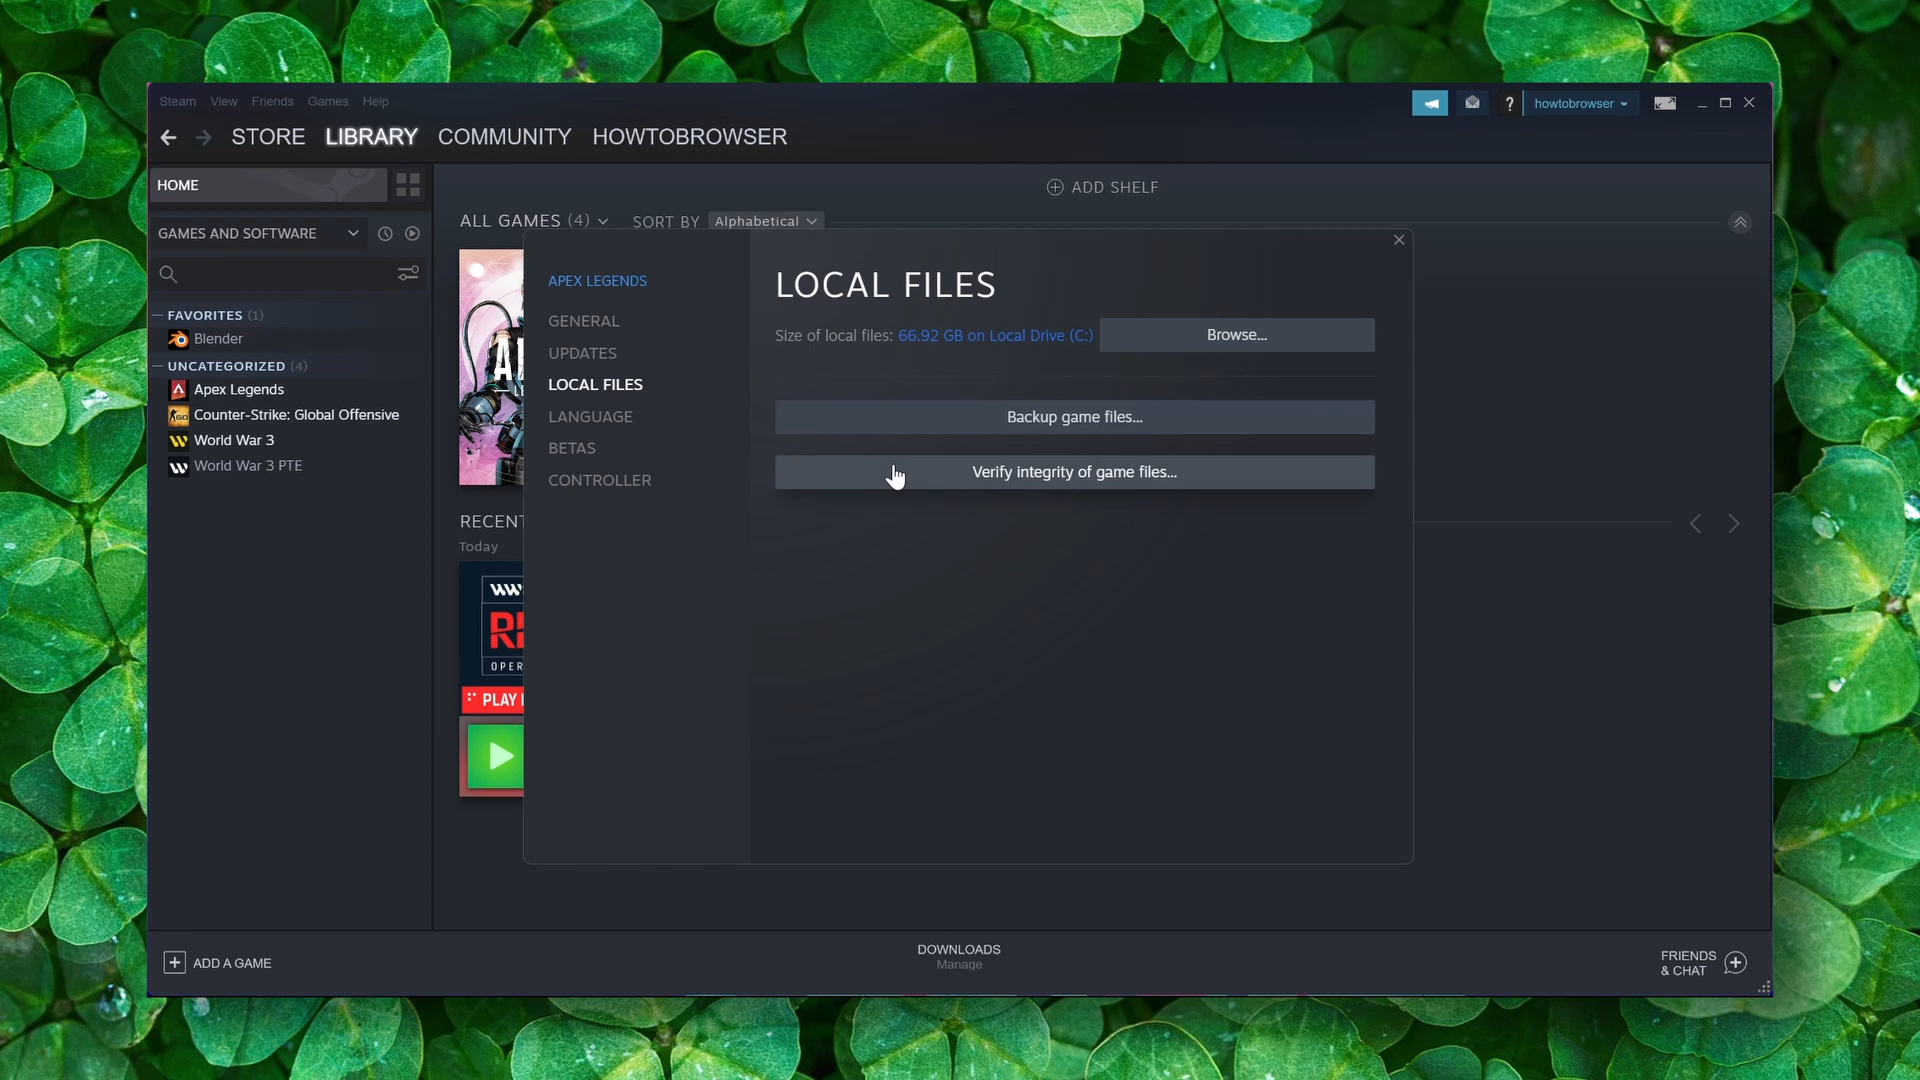 Steam View Friends Games Help
? howtobrowser
STORE LIBRARY COMMUNITY HOWTOBROWSER
HOME
ADD SHELF
GAMES AND SOFTWARE
ALL GAMES (4) SORT BY Alphabetical
FAVORITES (1)
Blender
UNCATEGORIZED (4)
Apex Legends
Counter-Strike: Global Offensive
World War 3
World War 3 PTE
APEX LEGENDS
GENERAL
UPDATES
LOCAL FILES
LANGUAGE
BETAS
CONTROLLER
LOCAL FILES
Size of local files: 66.92 GB on Local Drive (C:) Browse...
Backup game files...
Verify integrity of game files...
RECENT
Today
OPER
PLAY
ADD A GAME
DOWNLOADS
Manage
FRIENDS
& CHAT